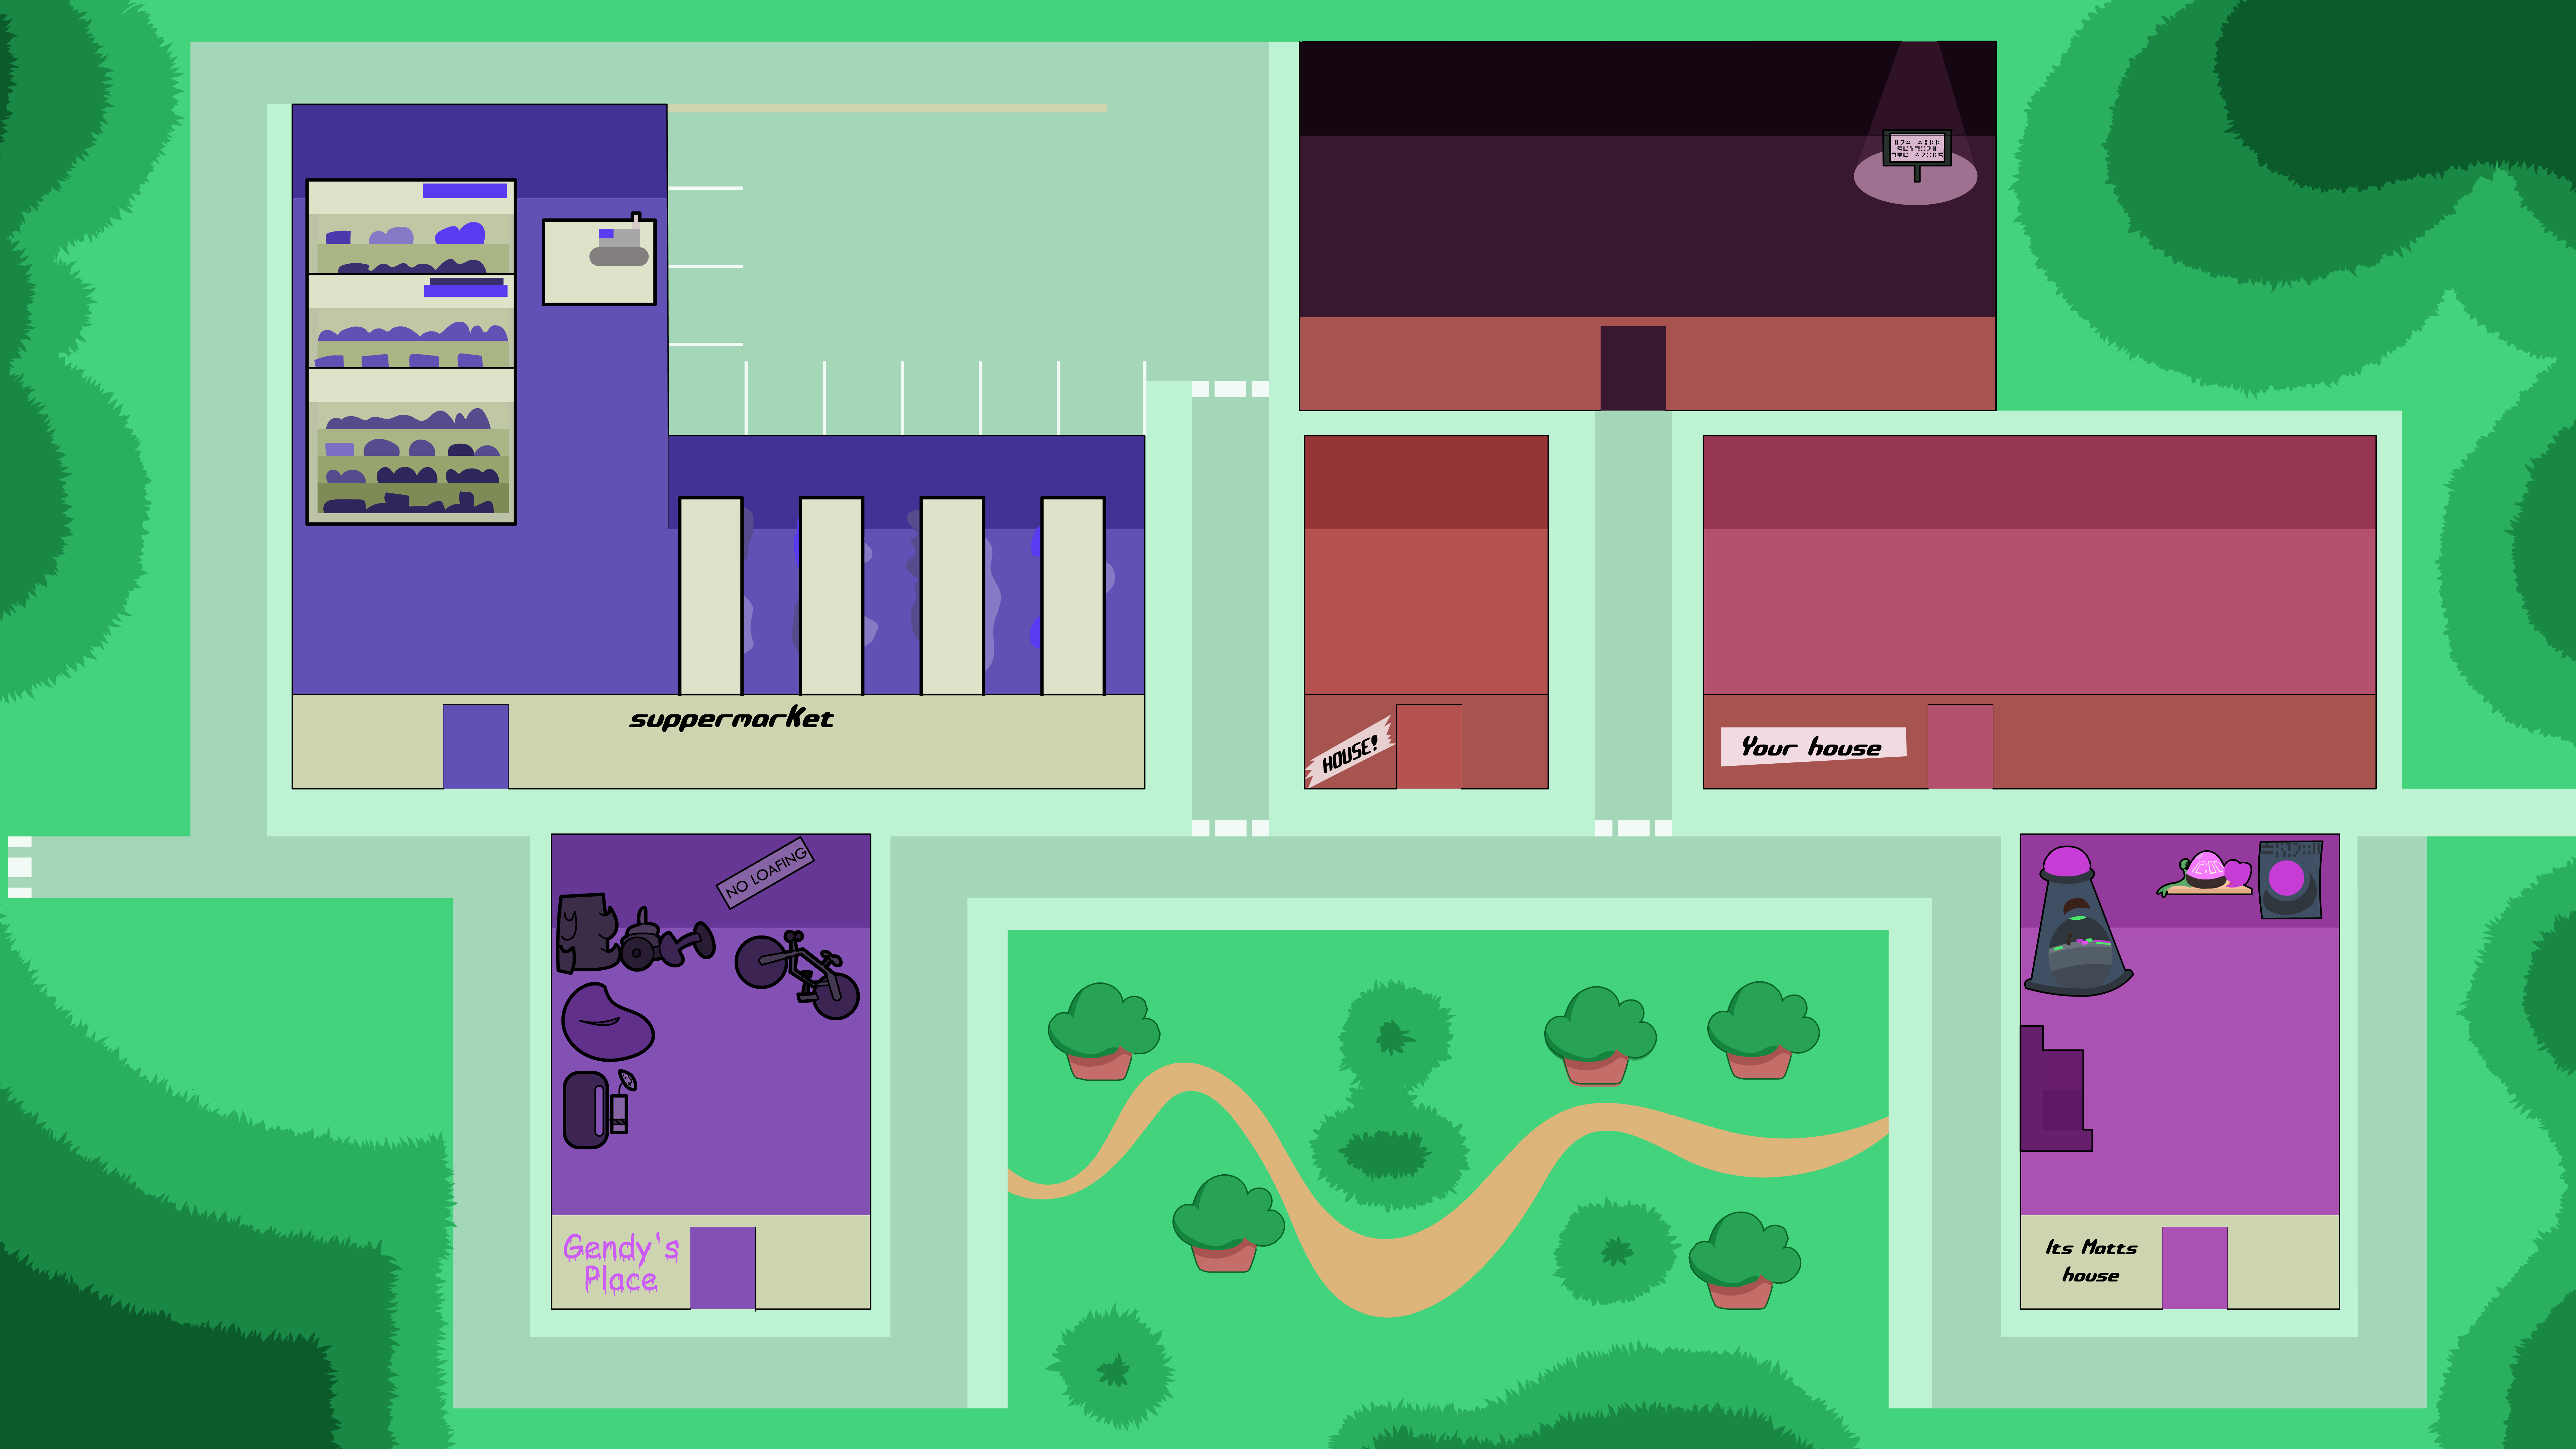 suppermarket
HOUSE!
Your house
NO LOAFING
Gendy's
Place
Its Matts
house